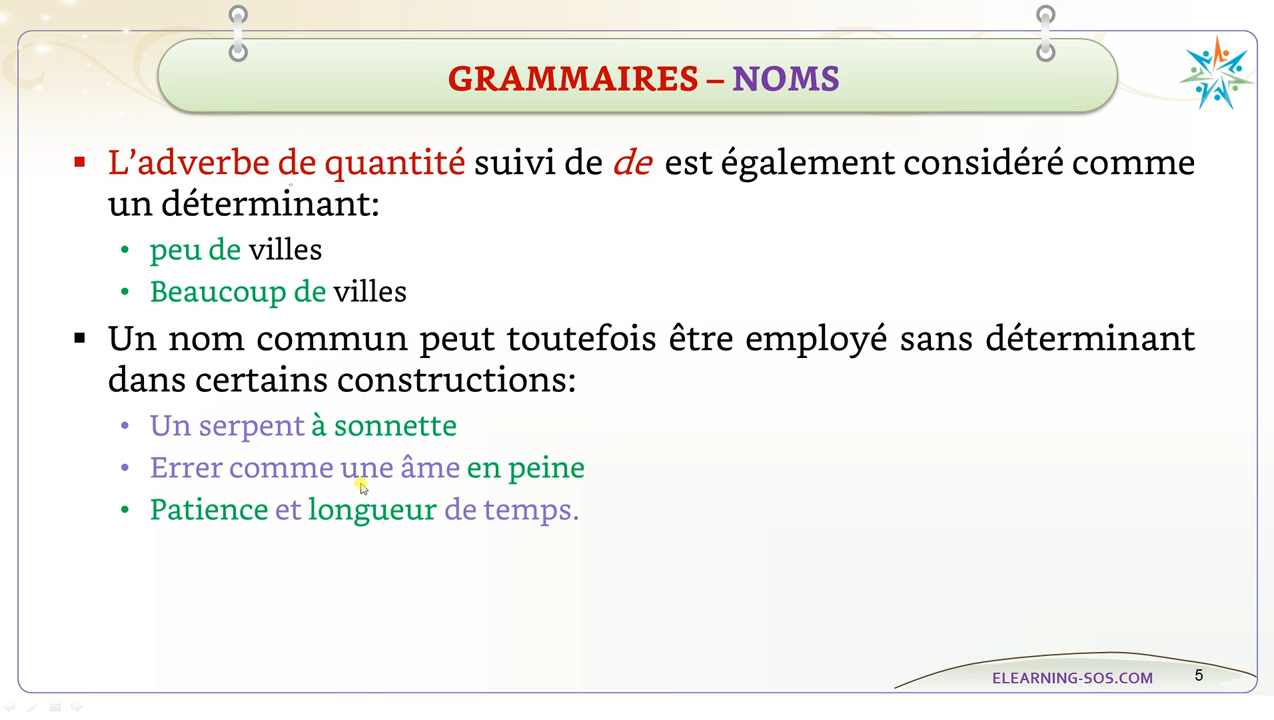 GRAMMAIRES – NOMS
▪ L’adverbe de quantité suivi de de est également considéré comme
un déterminant:
• peu de villes
• Beaucoup de villes
▪ Un nom commun peut toutefois être employé sans déterminant
dans certains constructions:
• Un serpent à sonnette
• Errer comme une âme en peine
• Patience et longueur de temps.
ELEARNING-SOS.COM 5